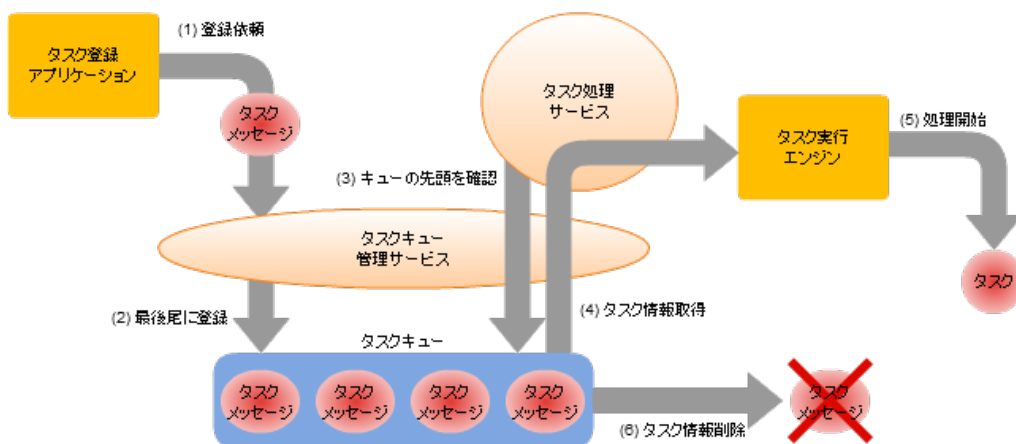 (1) 登録依頼
タスク登録
アプリケーション
タスク
メッセージ
タスク処理
サービス
(3) キューの先頭を確認
タスク実行
エンジン
(5) 処理開始
タスクキュー
管理サービス
タスク
(2) 最後尾に登録
(4) タスク情報取得
タスクキュー
タスク
メッセージ
タスク
メッセージ
タスク
メッセージ
タスク
メッセージ
(6) タスク情報削除
タスク
メッセージ